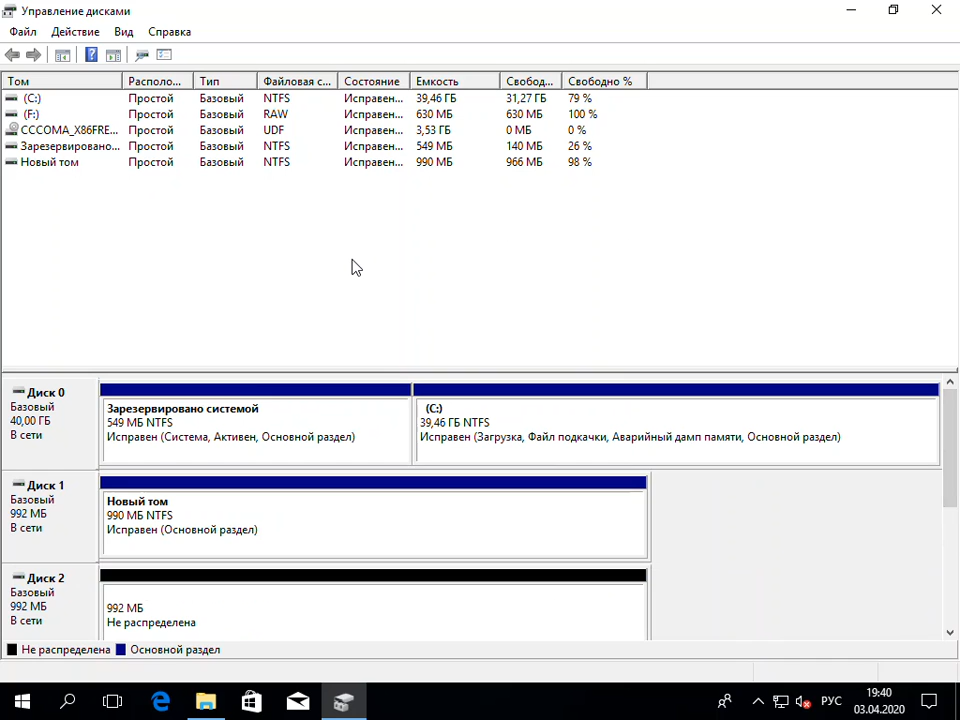 Управление дисками
Файл Действие Вид Справка
Том Располо... Тип Файловая с... Состояние Емкость Свобод... Свободно %
(C:) Простой Базовый NTFS Исправен... 39,46 ГБ 31,27 ГБ 79 %
(F:) Простой Базовый RAW Исправен... 630 МБ 630 МБ 100 %
CCCOMA_X86FRE... Простой Базовый UDF Исправен... 3,53 ГБ 0 МБ 0 %
Зарезервировано... Простой Базовый NTFS Исправен... 549 МБ 140 МБ 26 %
Новый том Простой Базовый NTFS Исправен... 990 МБ 966 МБ 98 %
Диск 0
Базовый
40,00 ГБ
В сети
Зарезервировано системой
549 МБ NTFS
Исправен (Система, Активен, Основной раздел)
(C:)
39,46 ГБ NTFS
Исправен (Загрузка, Файл подкачки, Аварийный дамп памяти, Основной раздел)
Диск 1
Базовый
992 МБ
В сети
Новый том
990 МБ NTFS
Исправен (Основной раздел)
Диск 2
Базовый
992 МБ
В сети
992 МБ
Не распределена
Не распределена Основной раздел
РУС
19:40
03.04.2020